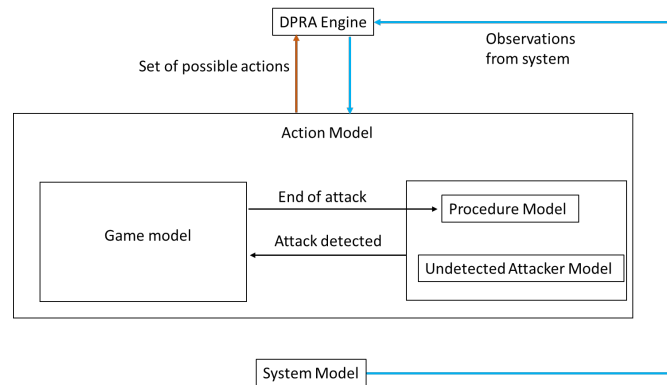 DPRA Engine
Observations
from system
Set of possible actions
Action Model
End of attack
Procedure Model
Game model
Attack detected
Undetected Attacker Model
System Model